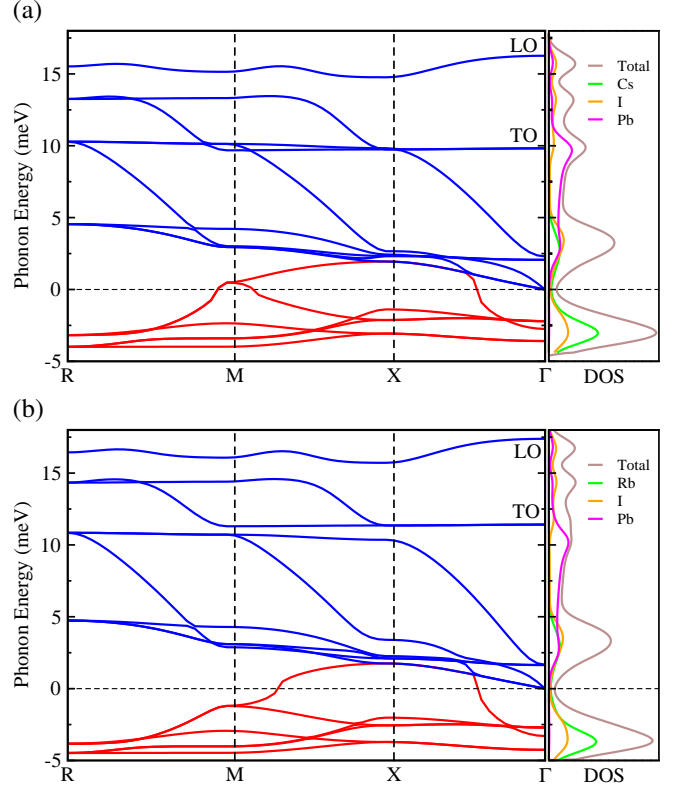 (a)
Phonon Energy (meV)
15
10
5
0
-5
LO
TO
R
M
X
Γ
Total
Cs
I
Pb
DOS
(b)
Phonon Energy (meV)
15
10
5
0
-5
LO
TO
R
M
X
Γ
Total
Rb
I
Pb
DOS